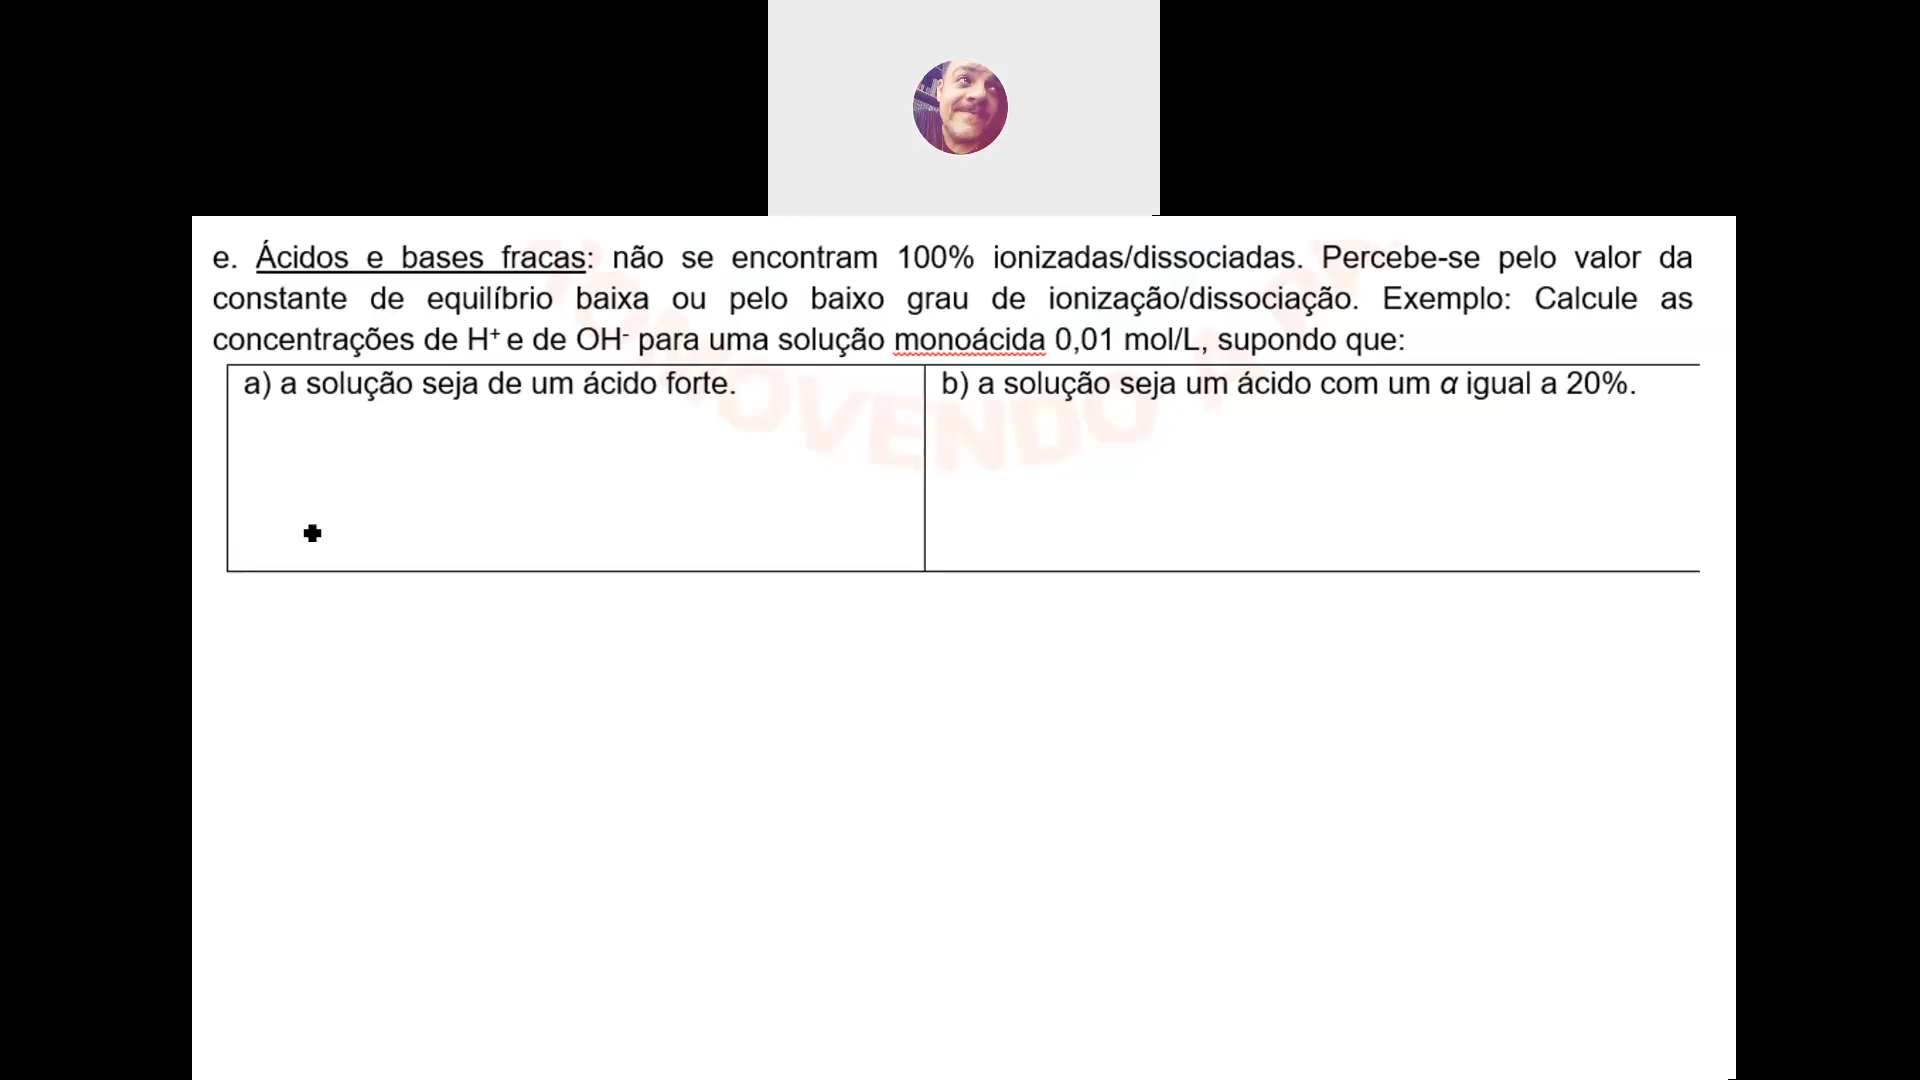 e. Ácidos e bases fracas: não se encontram 100% ionizadas/dissociadas. Percebe-se pelo valor da
constante de equilíbrio baixa ou pelo baixo grau de ionização/dissociação. Exemplo: Calcule as
concentrações de H⁺ e de OH⁻ para uma solução monoácida 0,01 mol/L, supondo que:
a) a solução seja de um ácido forte.
b) a solução seja um ácido com um α igual a 20%.